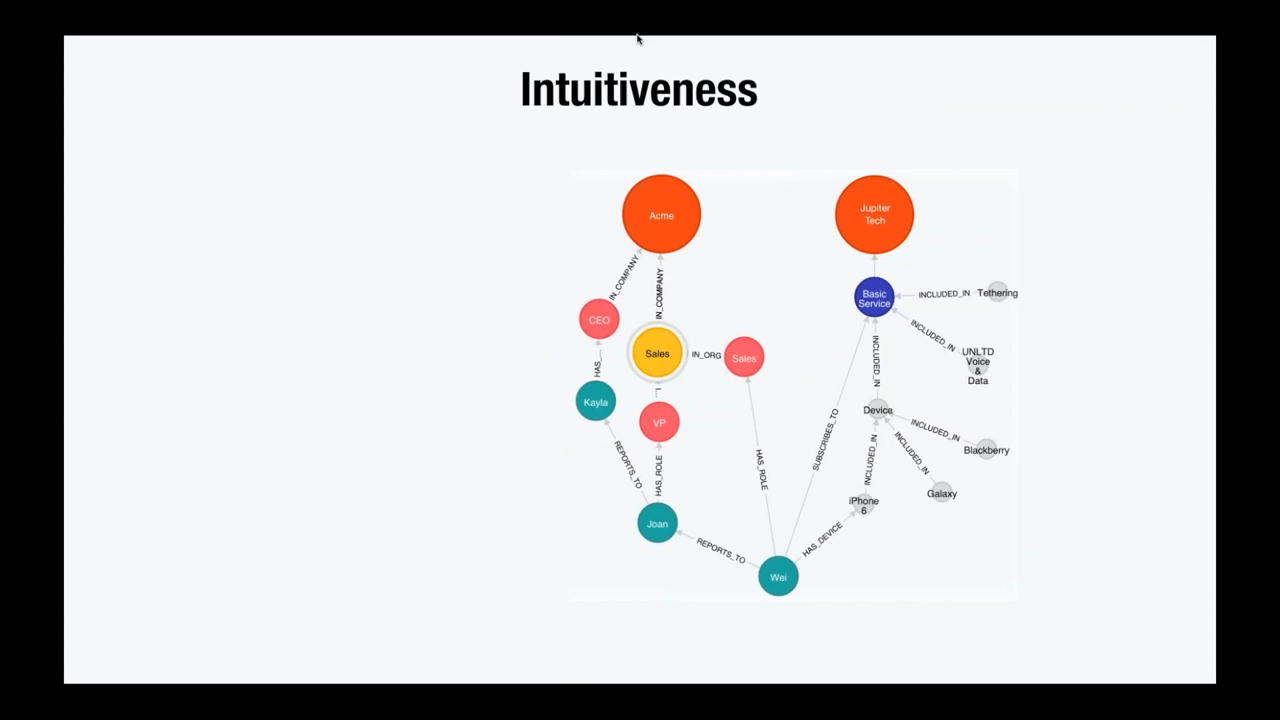 Intuitiveness
Acme
Jupiter
Tech
IN_COMPANY
IN_COMPANY
CEO
Basic
Service
INCLUDED_IN
Tethering
INCLUDED_IN
UNLTD
Voice
&
Data
HAS_...
Sales
IN_ORG
Sales
INCLUDED_IN
I...
Kayla
VP
Device
SUBSCRIBES_TO
INCLUDED_IN
Blackberry
REPORTS_TO
HAS_ROLE
HAS_ROLE
INCLUDED_IN
INCLUDED_IN
Galaxy
iPhone
6
Joan
REPORTS_TO
HAS_DEVICE
Wei